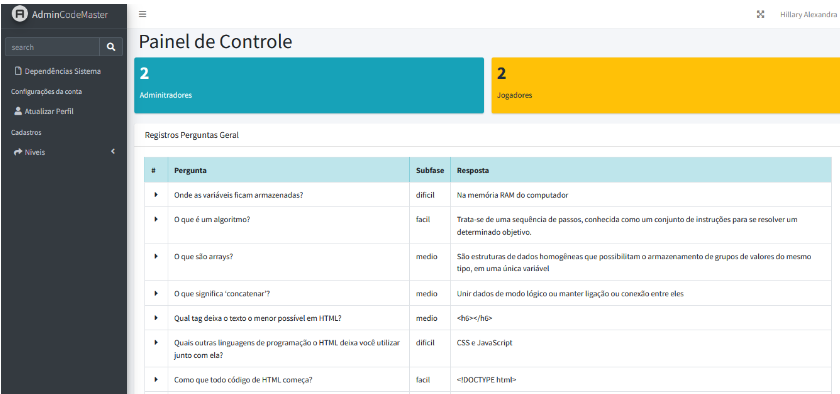 AdminCodeMaster
Hillary Alexandra
search
Dependências Sistema
Configurações da conta
Atualizar Perfil
Cadastros
Níveis
Painel de Controle
2
Adminitradores
2
Jogadores
Registros Perguntas Geral
# Pergunta Subfase Resposta
Onde as variáveis ficam armazenadas? dificil Na memória RAM do computador
O que é um algoritmo? facil Trata-se de uma sequência de passos, conhecida como um conjunto de instruções para se resolver um
determinado objetivo.
O que são arrays? medio São estruturas de dados homogêneas que possibilitam o armazenamento de grupos de valores do mesmo
tipo, em uma única variável
O que significa 'concatenar'? medio Unir dados de modo lógico ou manter ligação ou conexão entre eles
Qual tag deixa o texto o menor possível em HTML? medio <h6></h6>
Quais outras linguagens de programação o HTML deixa você utilizar dificil CSS e JavaScript
junto com ela?
Como que todo código de HTML começa? facil <!DOCTYPE html>